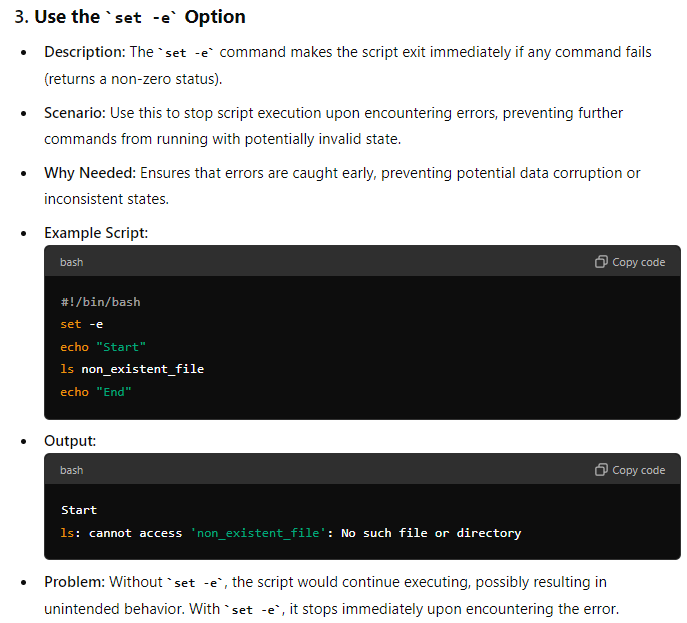 3. Use the `set -e` Option
• Description: The `set -e` command makes the script exit immediately if any command fails
(returns a non-zero status).
• Scenario: Use this to stop script execution upon encountering errors, preventing further
commands from running with potentially invalid state.
• Why Needed: Ensures that errors are caught early, preventing potential data corruption or
inconsistent states.
• Example Script:
bash Copy code
#!/bin/bash
set -e
echo "Start"
ls non_existent_file
echo "End"
• Output:
bash Copy code
Start
ls: cannot access 'non_existent_file': No such file or directory
• Problem: Without `set -e`, the script would continue executing, possibly resulting in
unintended behavior. With `set -e`, it stops immediately upon encountering the error.